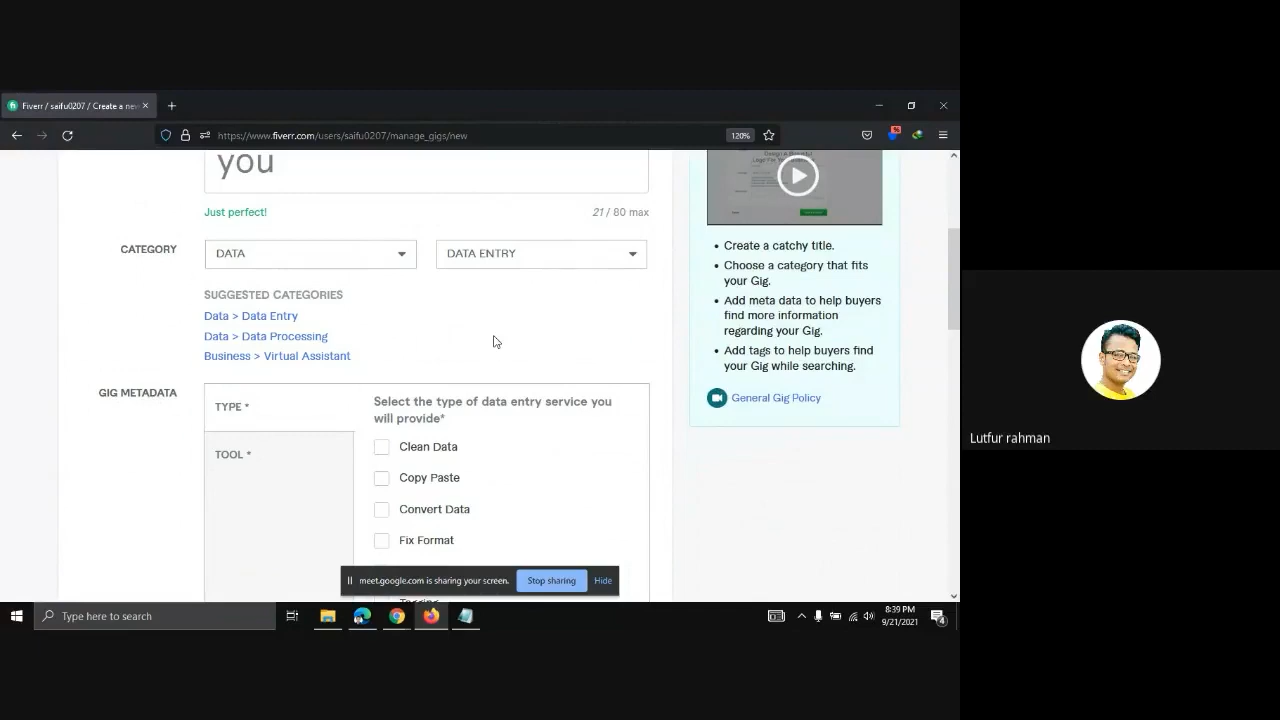 Fiverr / saifu0207 / Create a new
https://www.fiverr.com/users/saifu0207/manage_gigs/new
120%
you
Just perfect!
21 / 80 max
CATEGORY
DATA
DATA ENTRY
SUGGESTED CATEGORIES
Data > Data Entry
Data > Data Processing
Business > Virtual Assistant
GIG METADATA
TYPE *
TOOL *
Select the type of data entry service you
will provide*
Clean Data
Copy Paste
Convert Data
Fix Format
• Create a catchy title.
• Choose a category that fits
your Gig.
• Add meta data to help buyers
find more information
regarding your Gig.
• Add tags to help buyers find
your Gig while searching.
General Gig Policy
meet.google.com is sharing your screen.
Stop sharing
Hide
Type here to search
8:39 PM
9/21/2021
4
Lutfur rahman